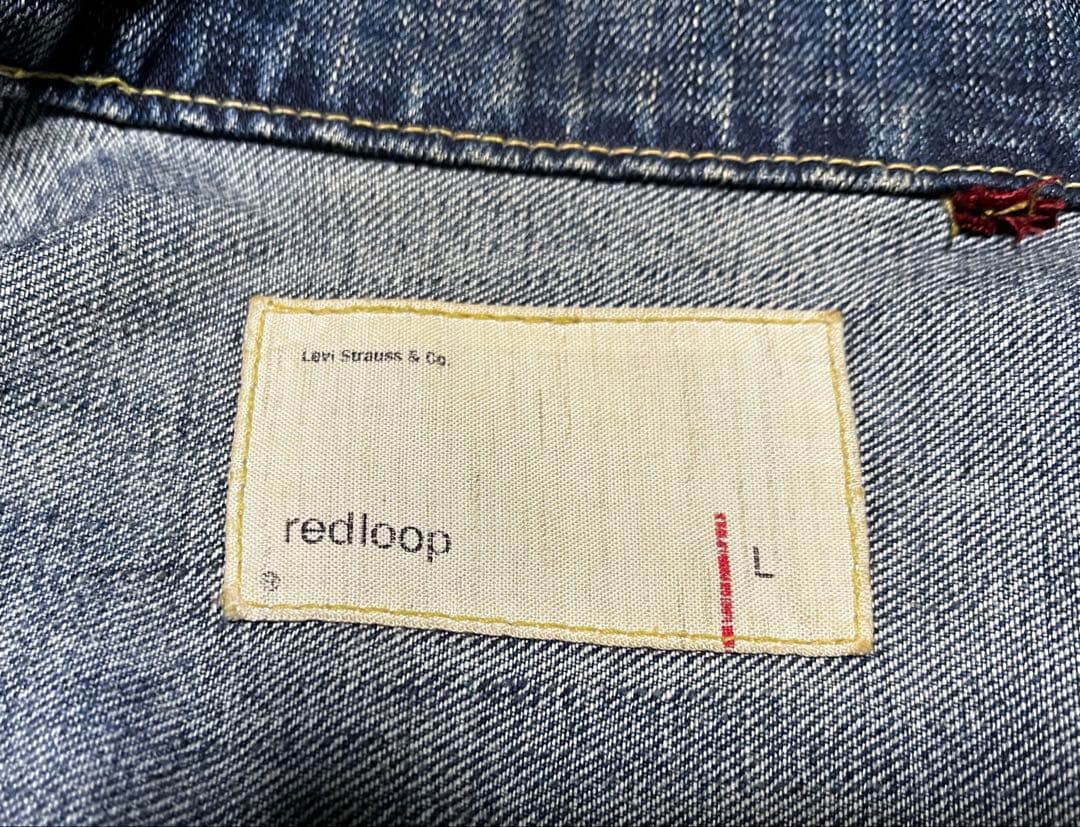 Levi Strauss & Co.
redloop
L